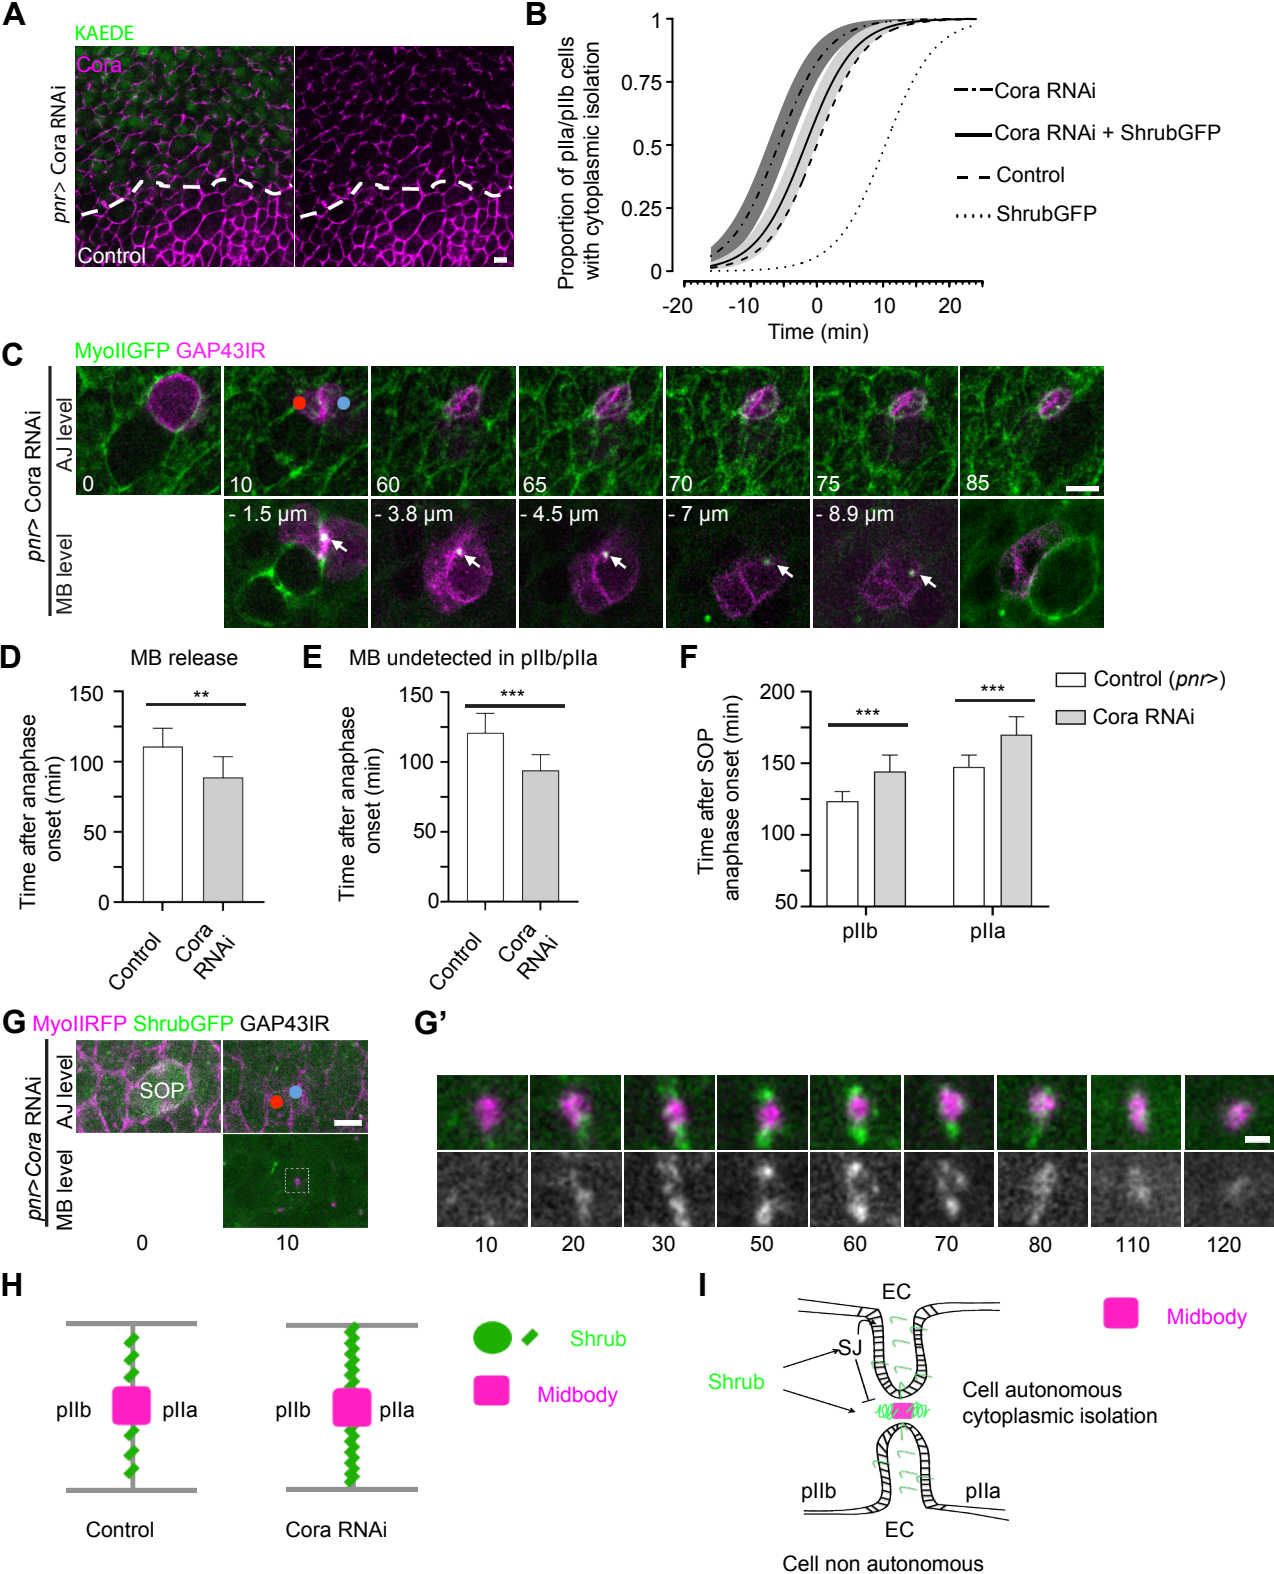 A
KAEDE
Cora
pnr> Cora RNAi
Control
B
Proportion of pIIa/pIIb cells
with cytoplasmic isolation
1
0.75
0.5
0.25
0
-20
-10
0
10
20
Time (min)
Cora RNAi
Cora RNAi + ShrubGFP
Control
ShrubGFP
C
MyoIIGFP GAP43IR
pnr> Cora RNAi
AJ level
MB level
0
10
60
65
70
75
85
- 1.5 µm
- 3.8 µm
- 4.5 µm
- 7 µm
- 8.9 µm
D
MB release
Time after anaphase
onset (min)
150
100
50
0
**
Control
Cora
RNAi
E
MB undetected in pIIb/pIIa
Time after anaphase
onset (min)
150
100
50
0
***
Control
Cora
RNAi
F
Time after SOP
anaphase onset (min)
200
150
100
50
***
***
pIIb
pIIa
Control (pnr>)
Cora RNAi
G
MyoIIRFP ShrubGFP GAP43IR
pnr>Cora RNAi
AJ level
MB level
SOP
0
10
G’
10
20
30
50
60
70
80
110
120
H
pIIb
pIIa
Control
pIIb
pIIa
Cora RNAi
Shrub
Midbody
I
EC
SJ
Shrub
Midbody
Cell autonomous
cytoplasmic isolation
pIIb
pIIa
EC
Cell non autonomous